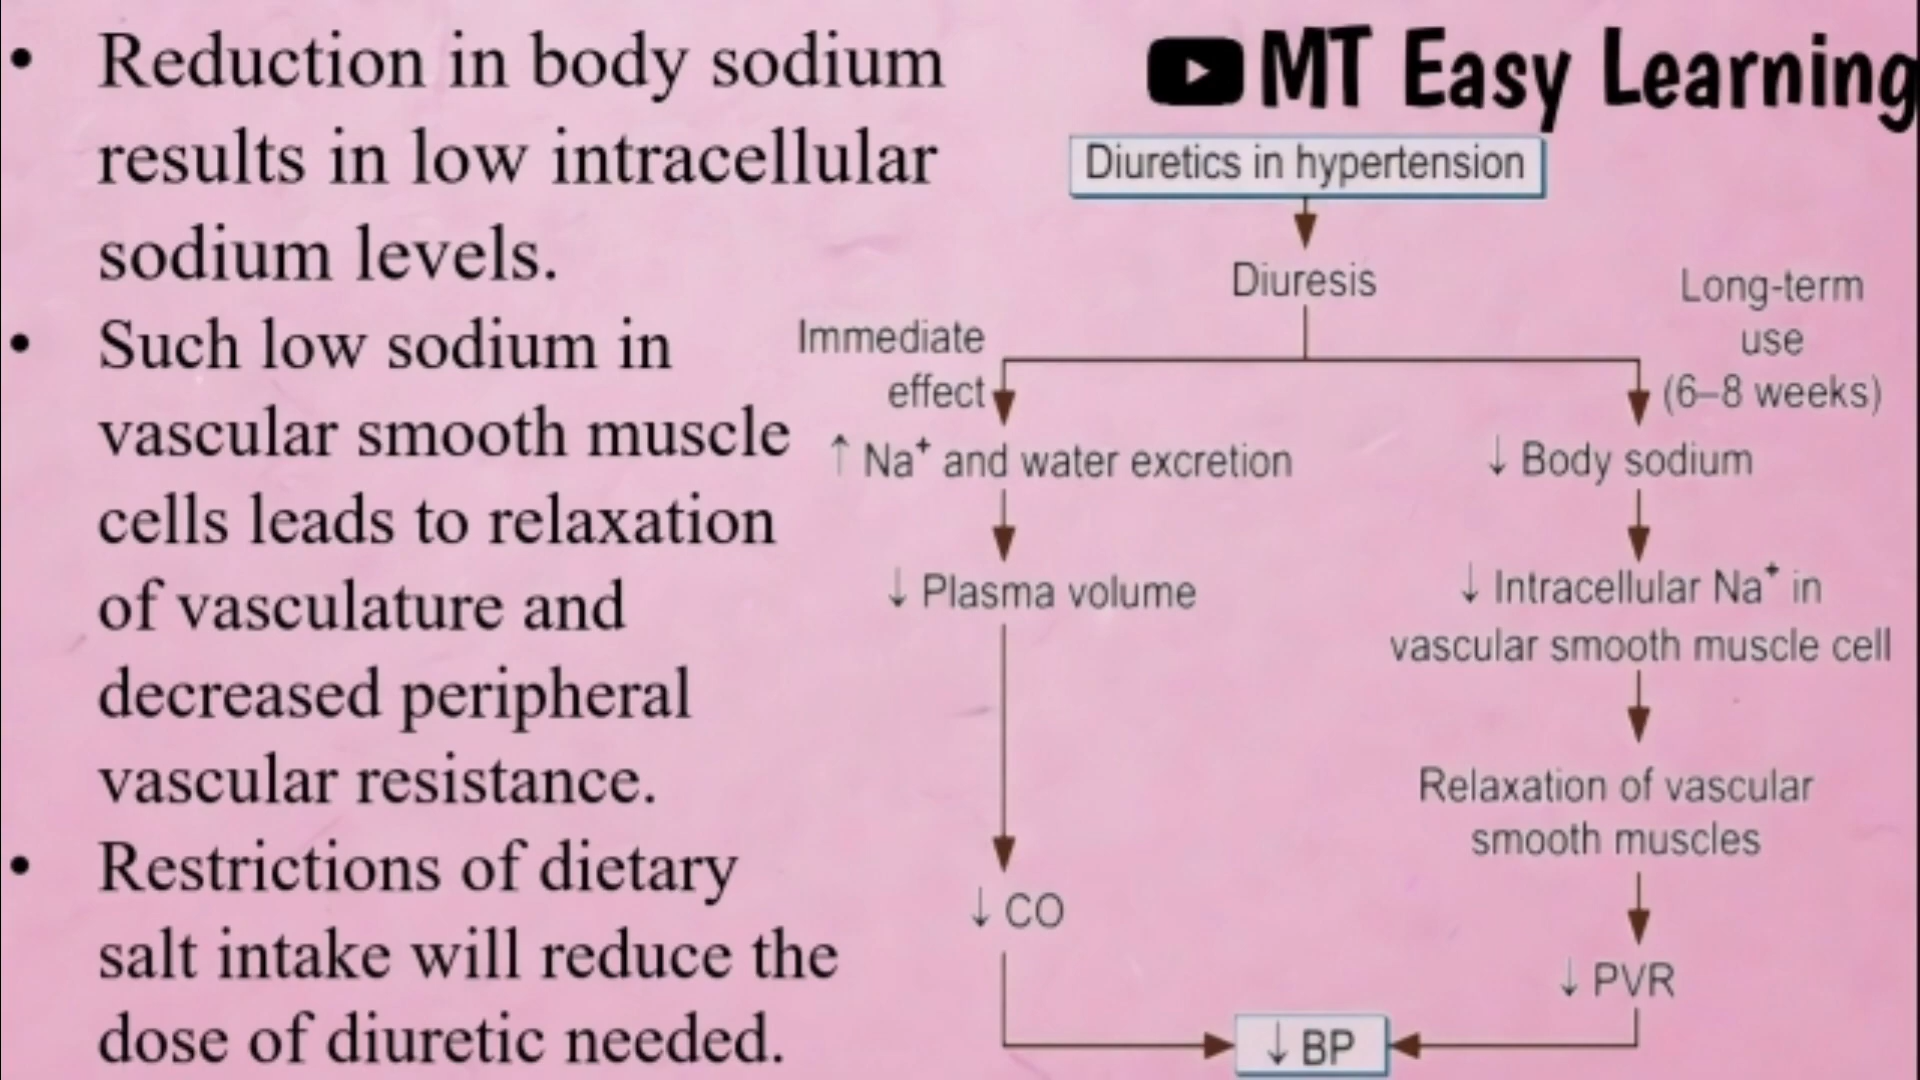 • Reduction in body sodium
results in low intracellular
sodium levels.
• Such low sodium in
vascular smooth muscle
cells leads to relaxation
of vasculature and
decreased peripheral
vascular resistance.
• Restrictions of dietary
salt intake will reduce the
dose of diuretic needed.
MT Easy Learning
Diuretics in hypertension
Diuresis
Immediate
effect
Long-term
use
(6–8 weeks)
↑ Na⁺ and water excretion
↓ Plasma volume
↓ CO
↓ Body sodium
↓ Intracellular Na⁺ in
vascular smooth muscle cell
Relaxation of vascular
smooth muscles
↓ PVR
↓ BP